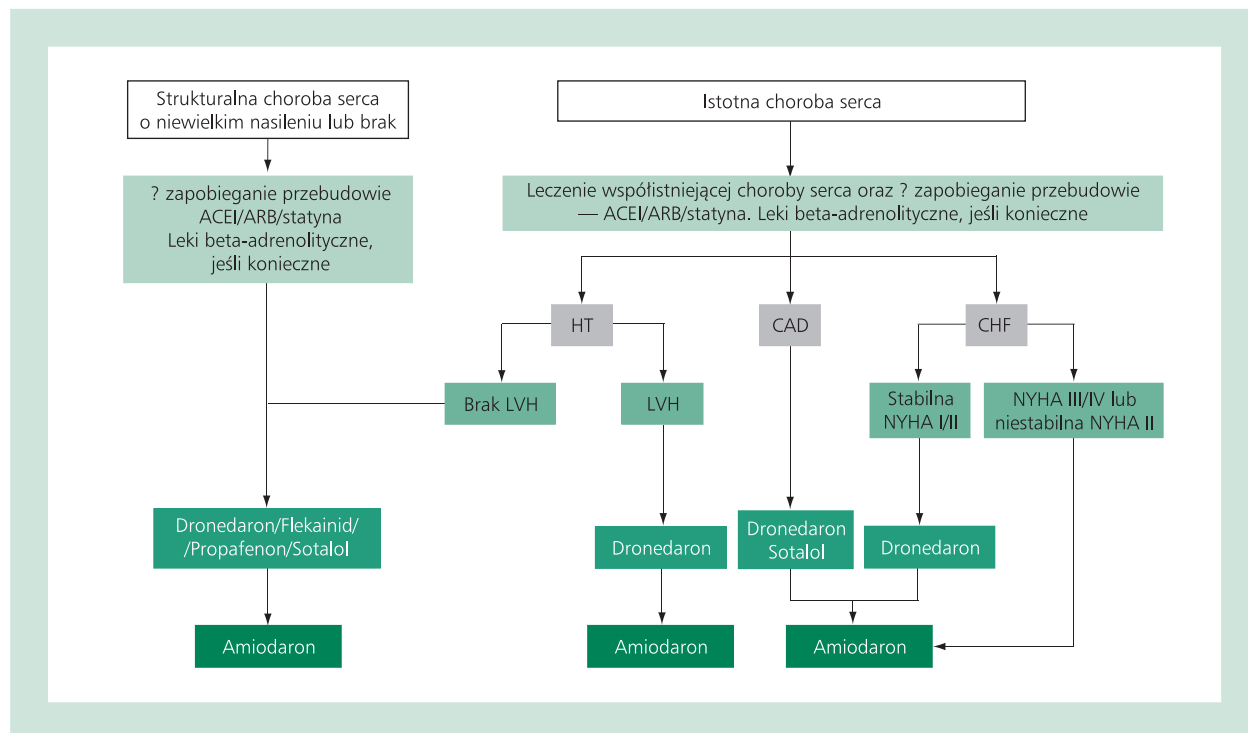 Strukturalna choroba serca
o niewielkim nasileniu lub brak
Istotna choroba serca
? zapobieganie przebudowie
ACEI/ARB/statyna
Leki beta-adrenolityczne,
jeśli konieczne
Leczenie współistniejącej choroby serca oraz ? zapobieganie przebudowie
— ACEI/ARB/statyna. Leki beta-adrenolityczne, jeśli konieczne
HT
CAD
CHF
Brak LVH
LVH
Stabilna
NYHA I/II
NYHA III/IV lub
niestabilna NYHA II
Dronedaron/Flekainid/
/Propafenon/Sotalol
Dronedaron
Dronedaron
Sotalol
Dronedaron
Amiodaron
Amiodaron
Amiodaron